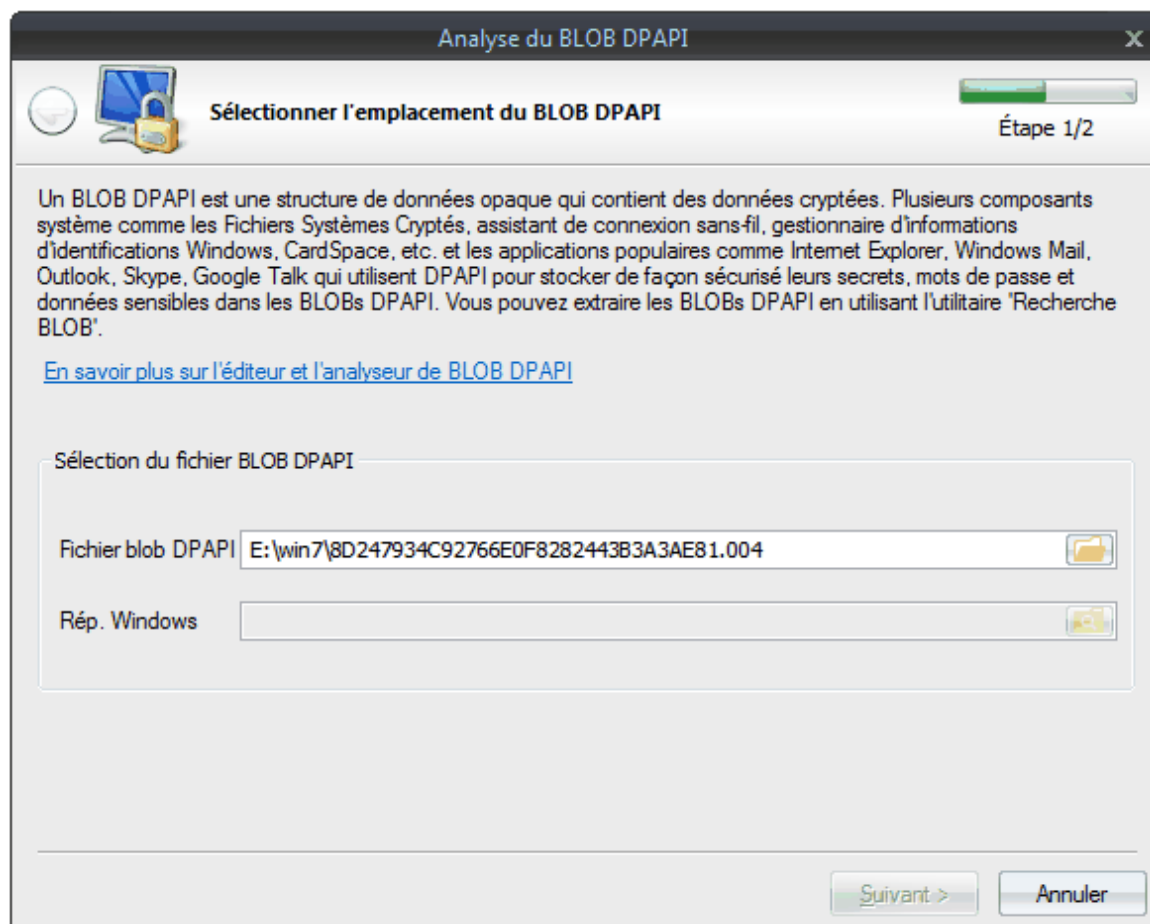 Analyse du BLOB DPAPI
Sélectionner l'emplacement du BLOB DPAPI
Étape 1/2
Un BLOB DPAPI est une structure de données opaque qui contient des données cryptées. Plusieurs composants
système comme les Fichiers Systèmes Cryptés, assistant de connexion sans-fil, gestionnaire d'informations
d'identifications Windows, CardSpace, etc. et les applications populaires comme Internet Explorer, Windows Mail,
Outlook, Skype, Google Talk qui utilisent DPAPI pour stocker de façon sécurisé leurs secrets, mots de passe et
données sensibles dans les BLOBs DPAPI. Vous pouvez extraire les BLOBs DPAPI en utilisant l'utilitaire "Recherche
BLOB".
En savoir plus sur l'éditeur et l'analyseur de BLOB DPAPI
Sélection du fichier BLOB DPAPI
Fichier blob DPAPI E:\win7\8D247934C92766E0F8282443B3A3AE81.004
Rép. Windows
Suivant > Annuler